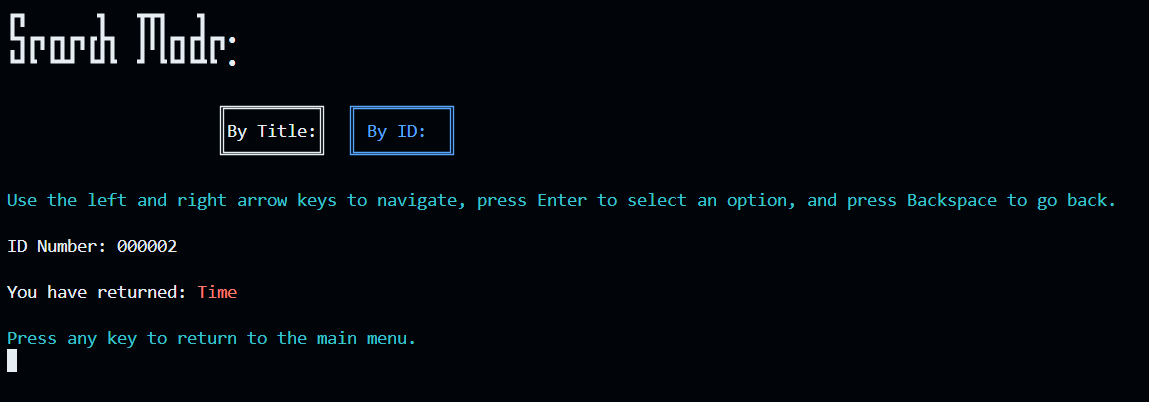 Search Mode:
By Title: By ID:
Use the left and right arrow keys to navigate, press Enter to select an option, and press Backspace to go back.
ID Number: 000002
You have returned: Time
Press any key to return to the main menu.